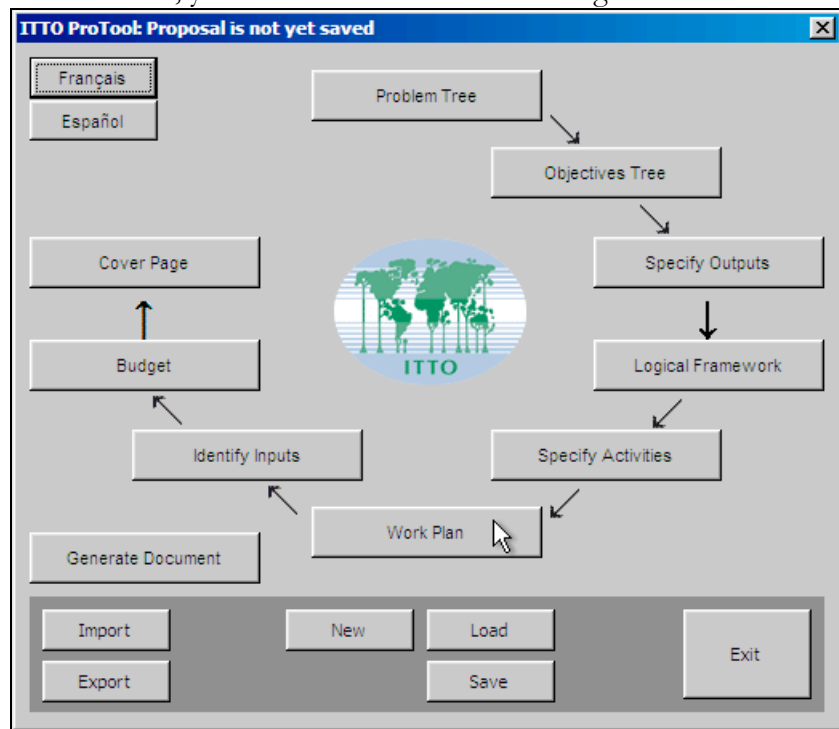 ITTO ProTool: Proposal is not yet saved
Français
Español
Problem Tree
Objectives Tree
Cover Page
Specify Outputs
ITTO
Budget
Logical Framework
Identify Inputs
Specify Activities
Work Plan
Generate Document
Import
New
Load
Exit
Export
Save